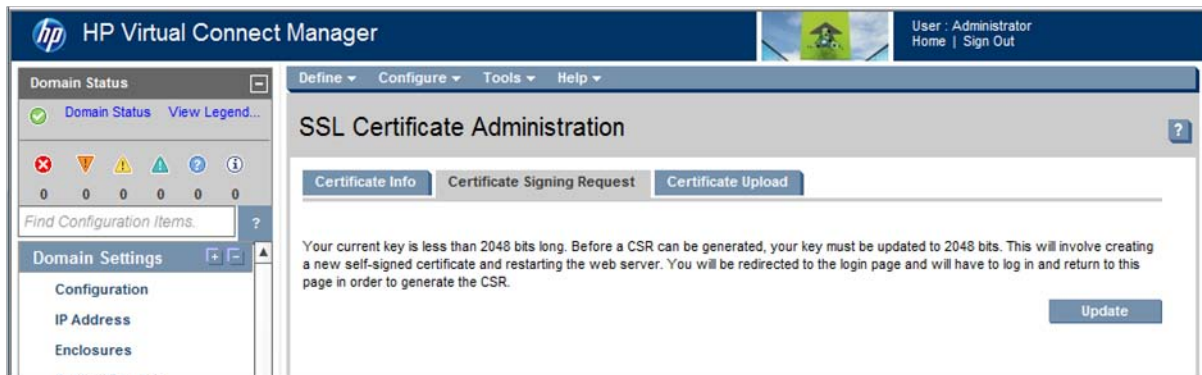 hp HP Virtual Connect Manager
User : Administrator
Home | Sign Out
Domain Status
Domain Status View Legend...
0 0 0 0 0 0
Find Configuration Items. ?
Domain Settings
Configuration
IP Address
Enclosures
Define Configure Tools Help
SSL Certificate Administration ?
Certificate Info Certificate Signing Request Certificate Upload
Your current key is less than 2048 bits long. Before a CSR can be generated, your key must be updated to 2048 bits. This will involve creating
a new self-signed certificate and restarting the web server. You will be redirected to the login page and will have to log in and return to this
page in order to generate the CSR.
Update